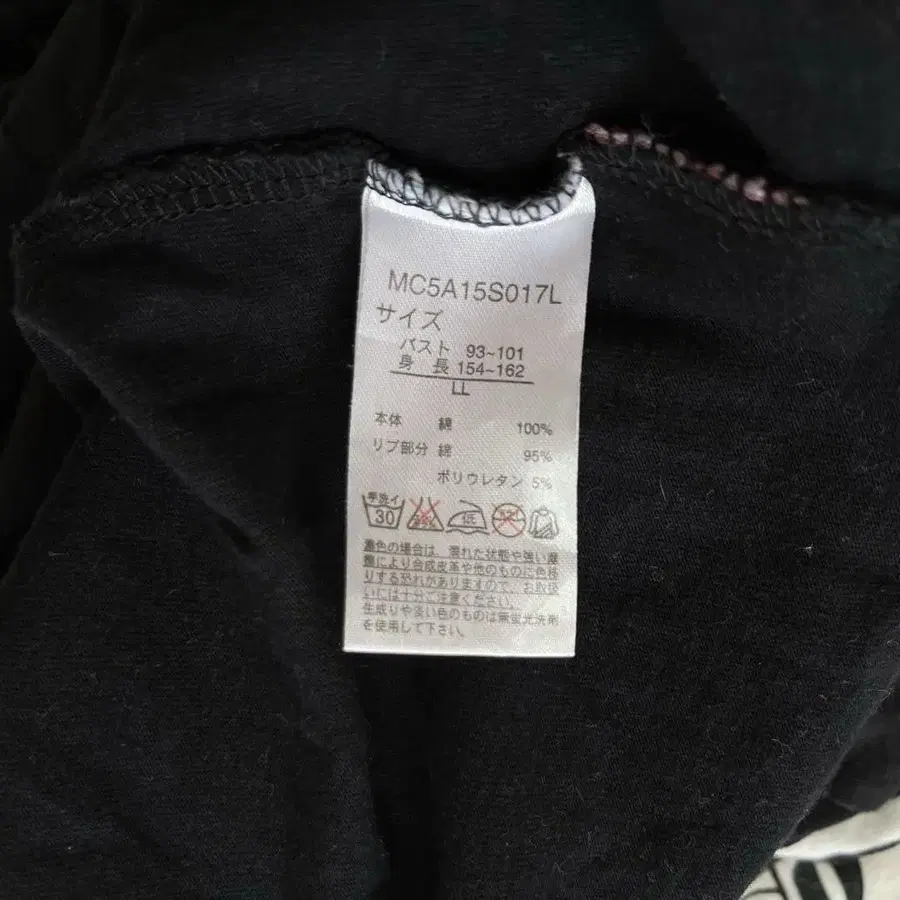 MC5A15S017L
サイズ
バスト 93~101
身 長 154~162
LL
本体 綿 100%
リブ部分 綿 95%
ポリウレタン 5%
手洗イ 30 低
濃色の場合は、濡れた状態や強い摩
擦により合成皮革や他のものに色移
りする恐れがありますので、お取扱
いには十分ご注意ください。
生成りや淡い色のものは無蛍光洗剤
を使用して下さい。